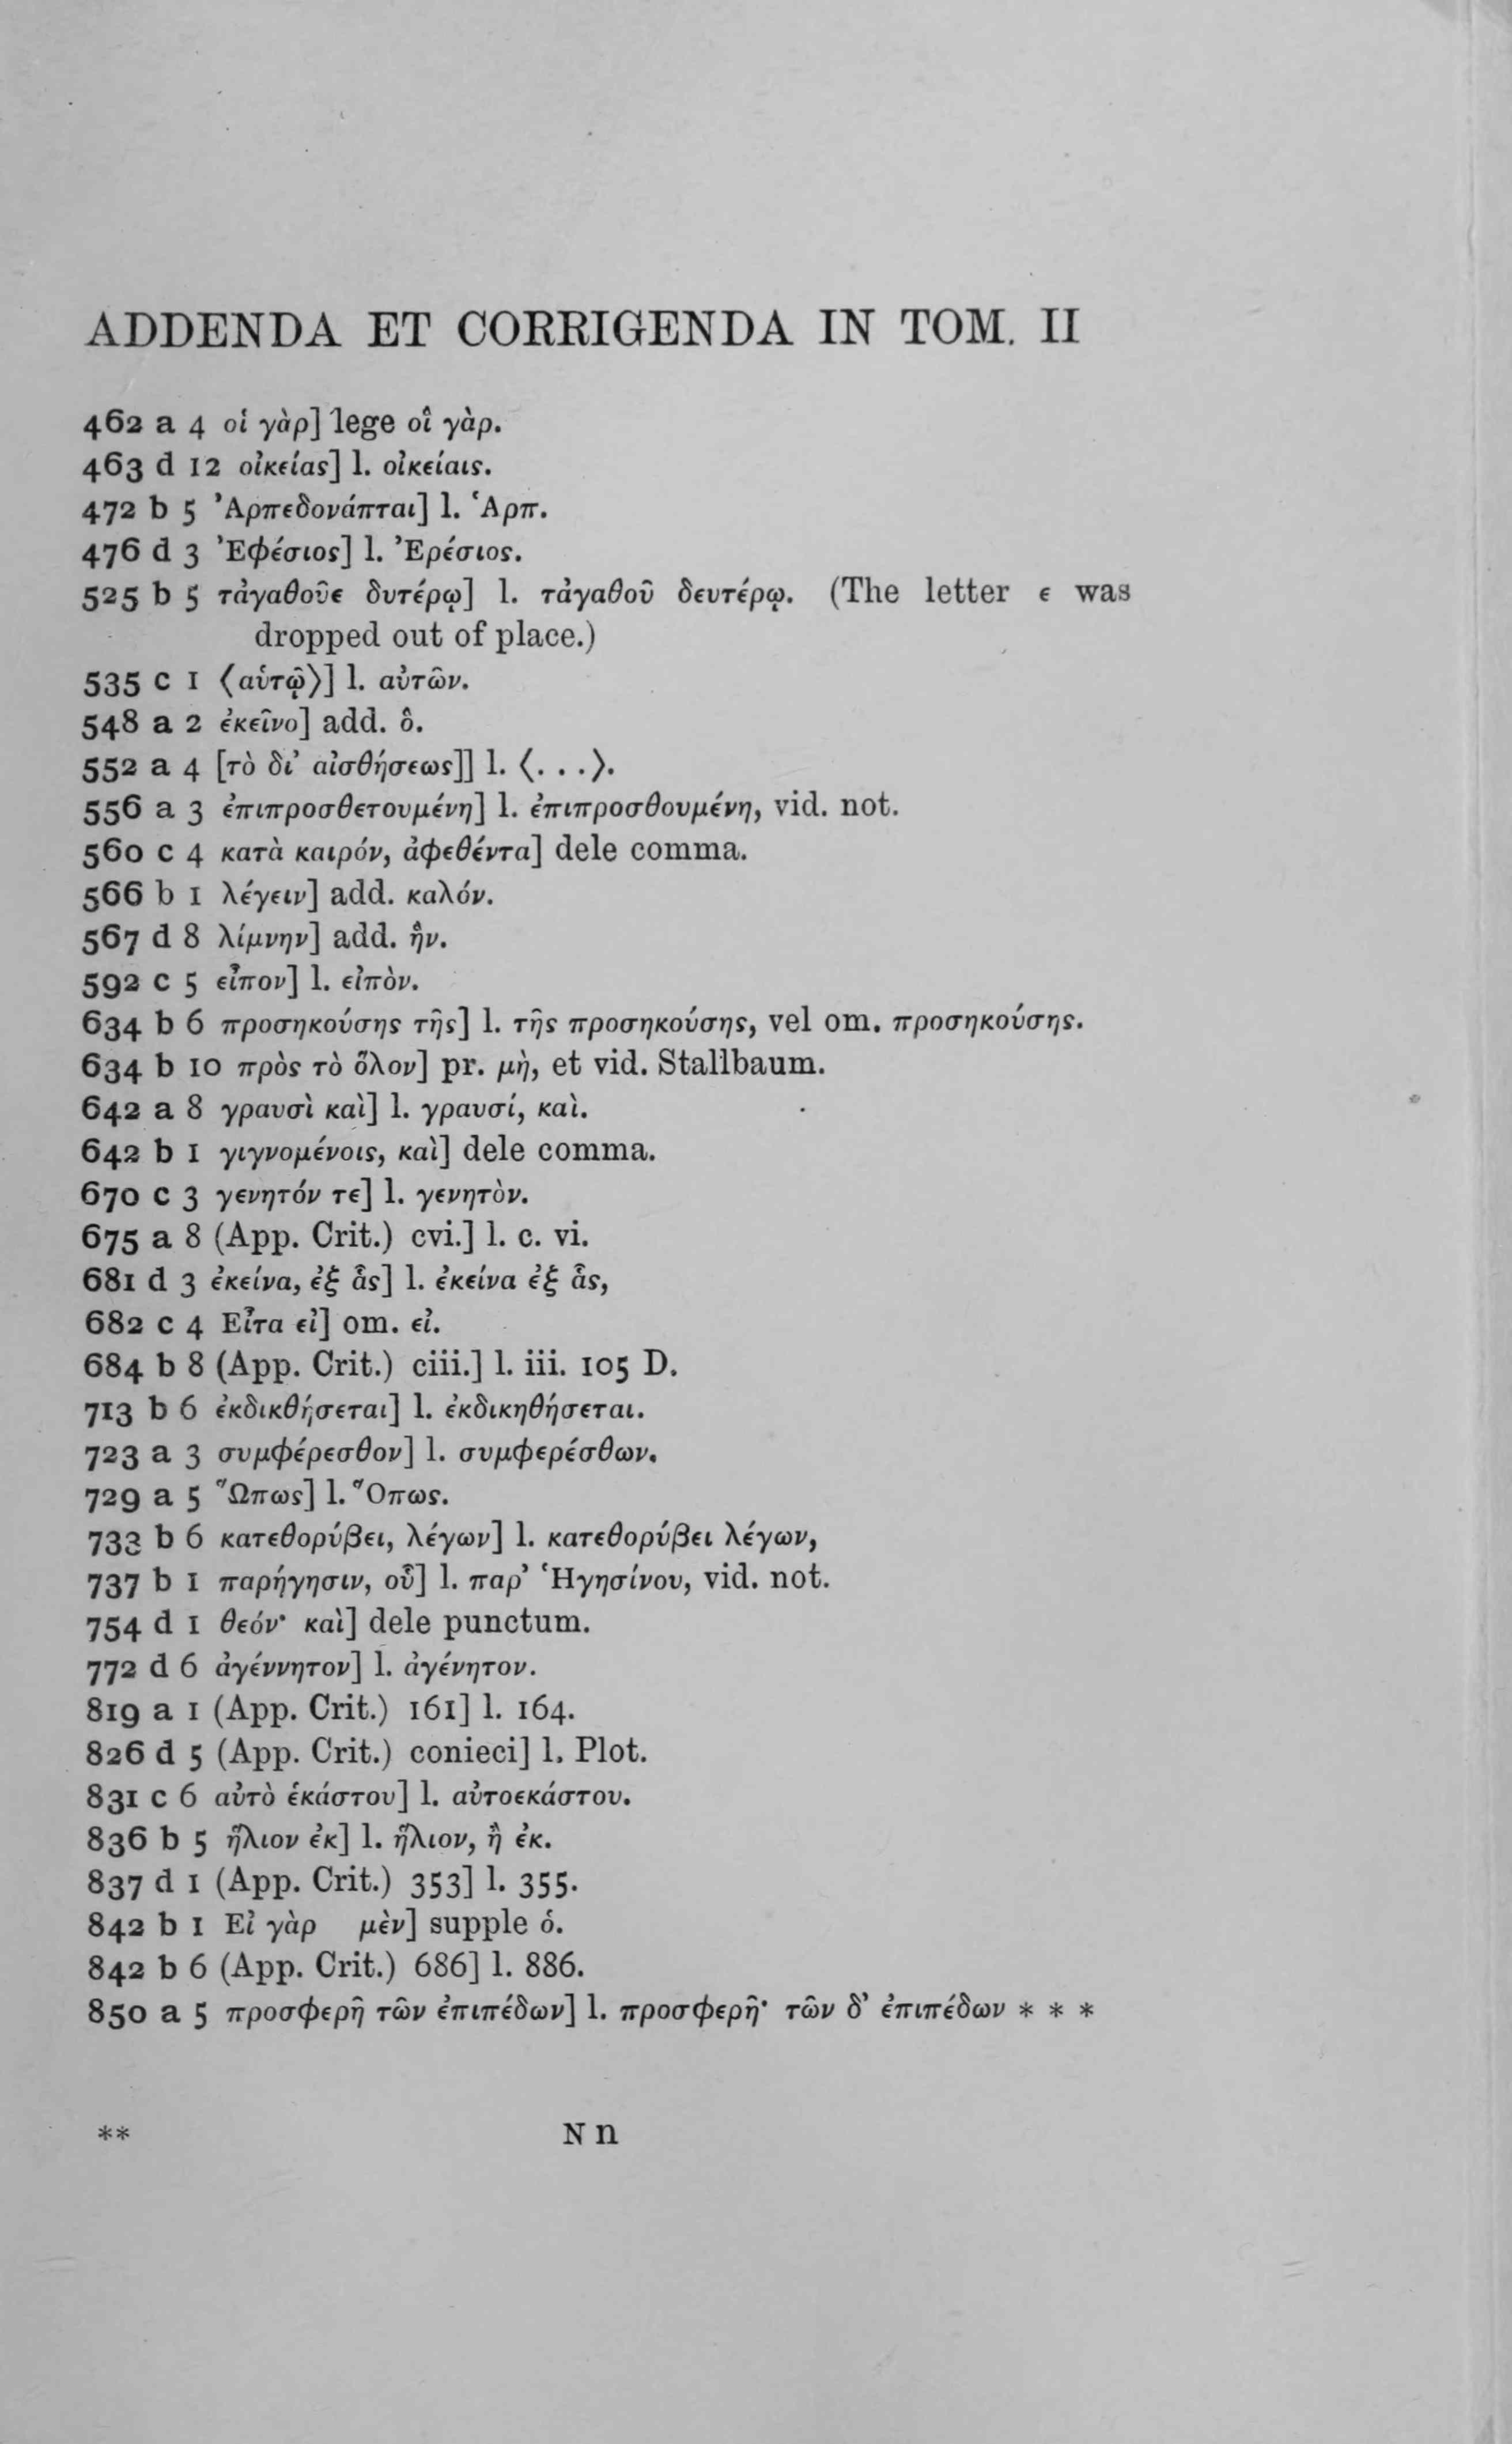 ADDENDA ET CORRIGENDA IN TOM. II
462 a 4 οἱ γὰρ] lege οἳ γὰρ.
463 d 12 οἰκείας] l. οἰκείαις.
472 b 5 Ἀρπεδονάπται] l. Ἁρπ.
476 d 3 Ἐφέσιος] l. Ἐρέσιος.
525 b 5 τἀγαθοῦε δυτέρῳ] l. τἀγαθοῦ δευτέρῳ. (The letter ε was
dropped out of place.)
535 c 1 ⟨αὑτῷ⟩] l. αὐτῶν.
548 a 2 ἐκεῖνο] add. ὃ.
552 a 4 [τὸ δι’ αἰσθήσεως]] l. ⟨. . .⟩.
556 a 3 ἐπιπροσθετουμένη] l. ἐπιπροσθουμένη, vid. not.
560 c 4 κατὰ καιρόν, ἀφεθέντα] dele comma.
566 b 1 λέγειν] add. καλόν.
567 d 8 λίμνην] add. ἣν.
592 c 5 εἶπον] l. εἰπὸν.
634 b 6 προσηκούσης τῆς] l. τῆς προσηκούσης, vel om. προσηκούσης.
634 b 10 πρὸς τὸ ὅλον] pr. μὴ, et vid. Stallbaum.
642 a 8 γραυσὶ καὶ] l. γραυσί, καὶ.
642 b 1 γιγνομένοις, καὶ] dele comma.
670 c 3 γενητόν τε] l. γενητὸν.
675 a 8 (App. Crit.) cvi.] l. c. vi.
681 d 3 ἐκείνα, ἐξ ἇς] l. ἐκείνα ἐξ ἇς,
682 c 4 Εἶτα εἰ] om. εἰ.
684 b 8 (App. Crit.) ciii.] l. iii. 105 D.
713 b 6 ἐκδικθήσεται] l. ἐκδικηθήσεται.
723 a 3 συμφέρεσθον] l. συμφερέσθων.
729 a 5 Ὥπως] l. Ὅπως.
733 b 6 κατεθορύβει, λέγων] l. κατεθορύβει λέγων,
737 b 1 παρήγησιν, οὗ] l. παρ’ Ἡγησίνου, vid. not.
754 d 1 θεόν· καὶ] dele punctum.
772 d 6 ἀγέννητον] l. ἀγένητον.
819 a 1 (App. Crit.) 161] l. 164.
826 d 5 (App. Crit.) conieci] l. Plot.
831 c 6 αὐτὸ ἑκάστου] l. αὐτοεκάστου.
836 b 5 ἥλιον ἐκ] l. ἥλιον, ἢ ἐκ.
837 d 1 (App. Crit.) 353] l. 355.
842 b 1 Εἰ γὰρ μὲν] supple ὁ.
842 b 6 (App. Crit.) 686] l. 886.
850 a 5 προσφερῆ τῶν ἐπιπέδων] l. προσφερῆ· τῶν δ’ ἐπιπέδων * * *
** N n